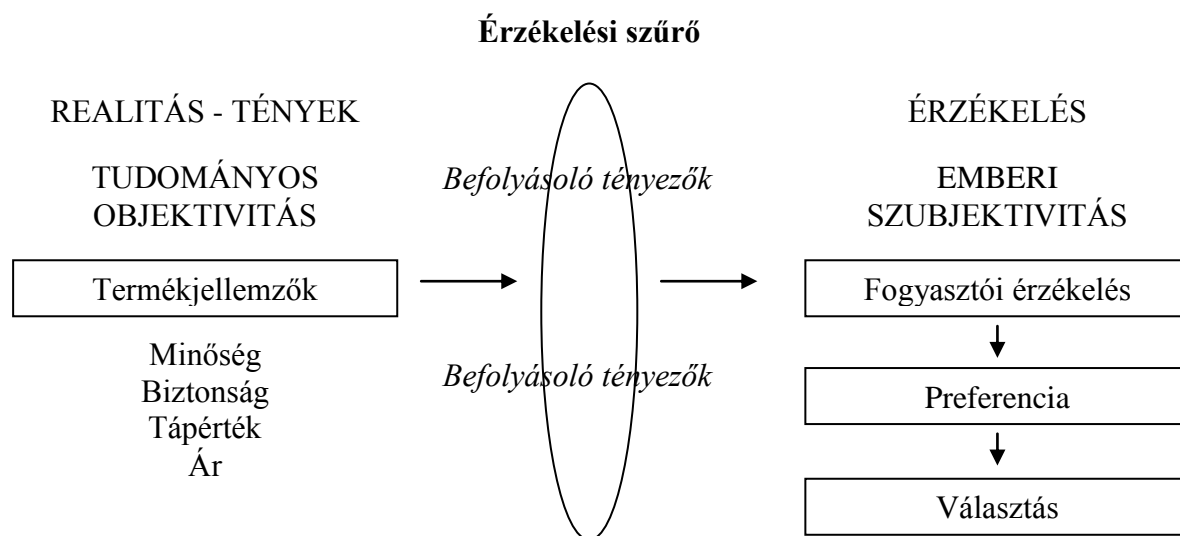 Érzékelési szűrő
REALITÁS - TÉNYEK
TUDOMÁNYOS
OBJEKTIVITÁS
Termékjellemzők
Minőség
Biztonság
Tápérték
Ár
Befolyásoló tényezők
Befolyásoló tényezők
ÉRZÉKELÉS
EMBERI
SZUBJEKTIVITÁS
Fogyasztói érzékelés
Preferencia
Választás